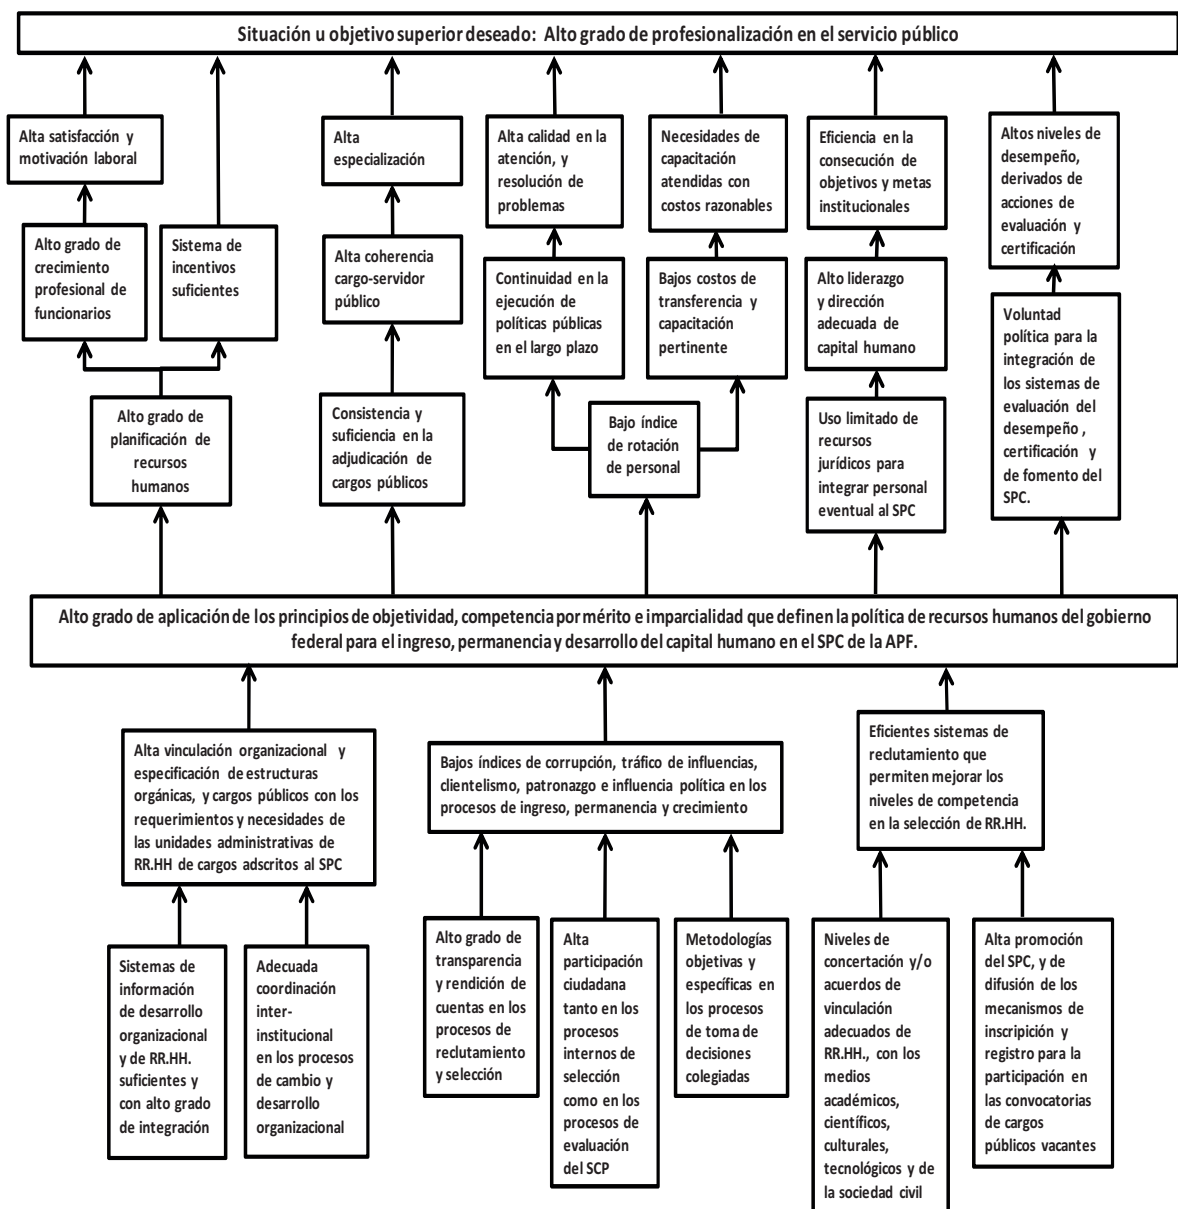 Situación u objetivo superior deseado: Alto grado de profesionalización en el servicio público
Alta satisfacción y
motivación laboral
Alta
especialización
Alta calidad en la
atención, y
resolución de
problemas
Necesidades de
capacitación
atendidas con
costos razonables
Eficiencia en la
consecución de
objetivos y metas
institucionales
Altos niveles de
desempeño,
derivados de
acciones de
evaluación y
certificación
Alto grado de
crecimiento
profesional de
funcionarios
Sistema de
incentivos
suficientes
Alta coherencia
cargo-servidor
público
Continuidad en la
ejecución de
políticas públicas
en el largo plazo
Bajos costos de
transferencia y
capacitación
pertinente
Alto liderazgo
y dirección
adecuada de
capital humano
Voluntad
política para la
integración de
los sistemas de
evaluación del
desempeño ,
certificación y
de fomento del
SPC.
Alto grado de
planificación de
recursos
humanos
Consistencia y
suficiencia en la
adjudicación de
cargos públicos
Bajo índice
de rotación
de personal
Uso limitado de
recursos
jurídicos para
integrar personal
eventual al SPC
Alto grado de aplicación de los principios de objetividad, competencia por mérito e imparcialidad que definen la política de recursos humanos del gobierno
federal para el ingreso, permanencia y desarrollo del capital humano en el SPC de la APF.
Alta vinculación organizacional y
especificación de estructuras
orgánicas, y cargos públicos con los
requerimientos y necesidades de
las unidades administrativas de
RR.HH de cargos adscritos al SPC
Bajos índices de corrupción, tráfico de influencias,
clientelismo, patronazgo e influencia política en los
procesos de ingreso, permanencia y crecimiento
Eficientes sistemas de
reclutamiento que
permiten mejorar los
niveles de competencia
en la selección de RR.HH.
Sistemas de
información
de desarrollo
organizacional
y de RR.HH.
suficientes y
con alto grado
de integración
Adecuada
coordinación
inter-
institucional
en los procesos
de cambio y
desarrollo
organizacional
Alto grado de
transparencia
y rendición de
cuentas en los
procesos de
reclutamiento
y selección
Alta
participación
ciudadana
tanto en los
procesos
internos de
selección
como en los
procesos de
evaluación
del SCP
Metodologías
objetivas y
específicas en
los procesos
de toma de
decisiones
colegiadas
Niveles de
concertación y/o
acuerdos de
vinculación
adecuados de
RR.HH., con los
medios
académicos,
científicos,
culturales,
tecnológicos y de
la sociedad civil
Alta promoción
del SPC, y de
difusión de los
mecanismos de
inscripición y
registro para la
participación en
las convocatorias
de cargos
públicos vacantes